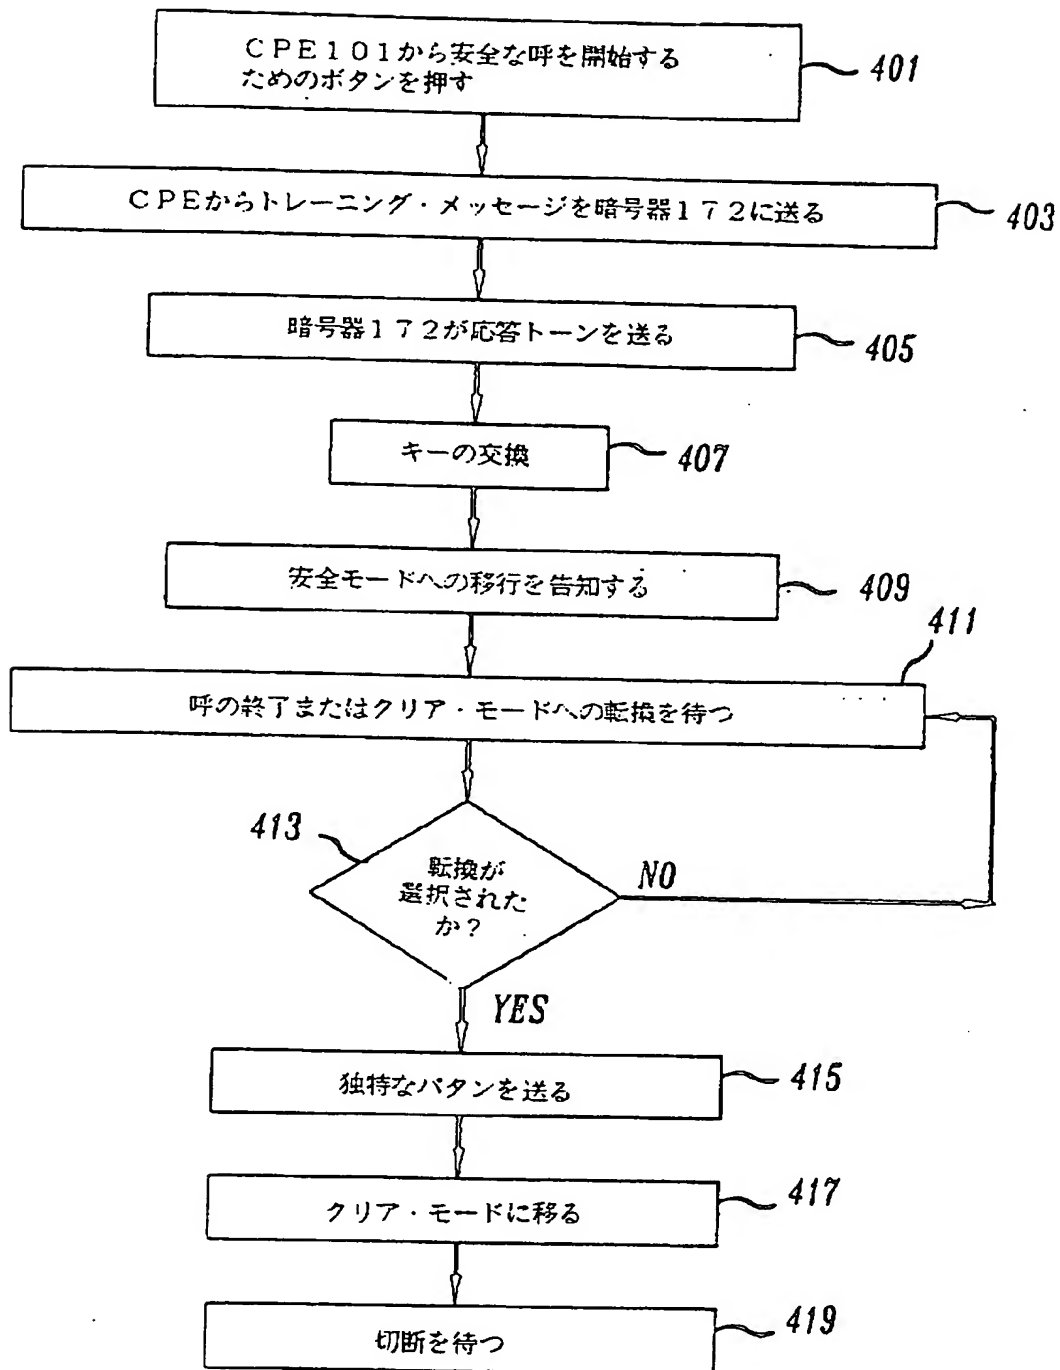 CPE101から安全な呼を開始する
ためのボタンを押す
401
CPEからトレーニング・メッセージを暗号器172に送る
403
暗号器172が応答トーンを送る
405
キーの交換
407
安全モードへの移行を告知する
409
411
呼の終了またはクリア・モードへの転換を待つ
413
転換が
選択された
か?
NO
YES
独特なパタンを送る
415
クリア・モードに移る
417
切断を待つ
419